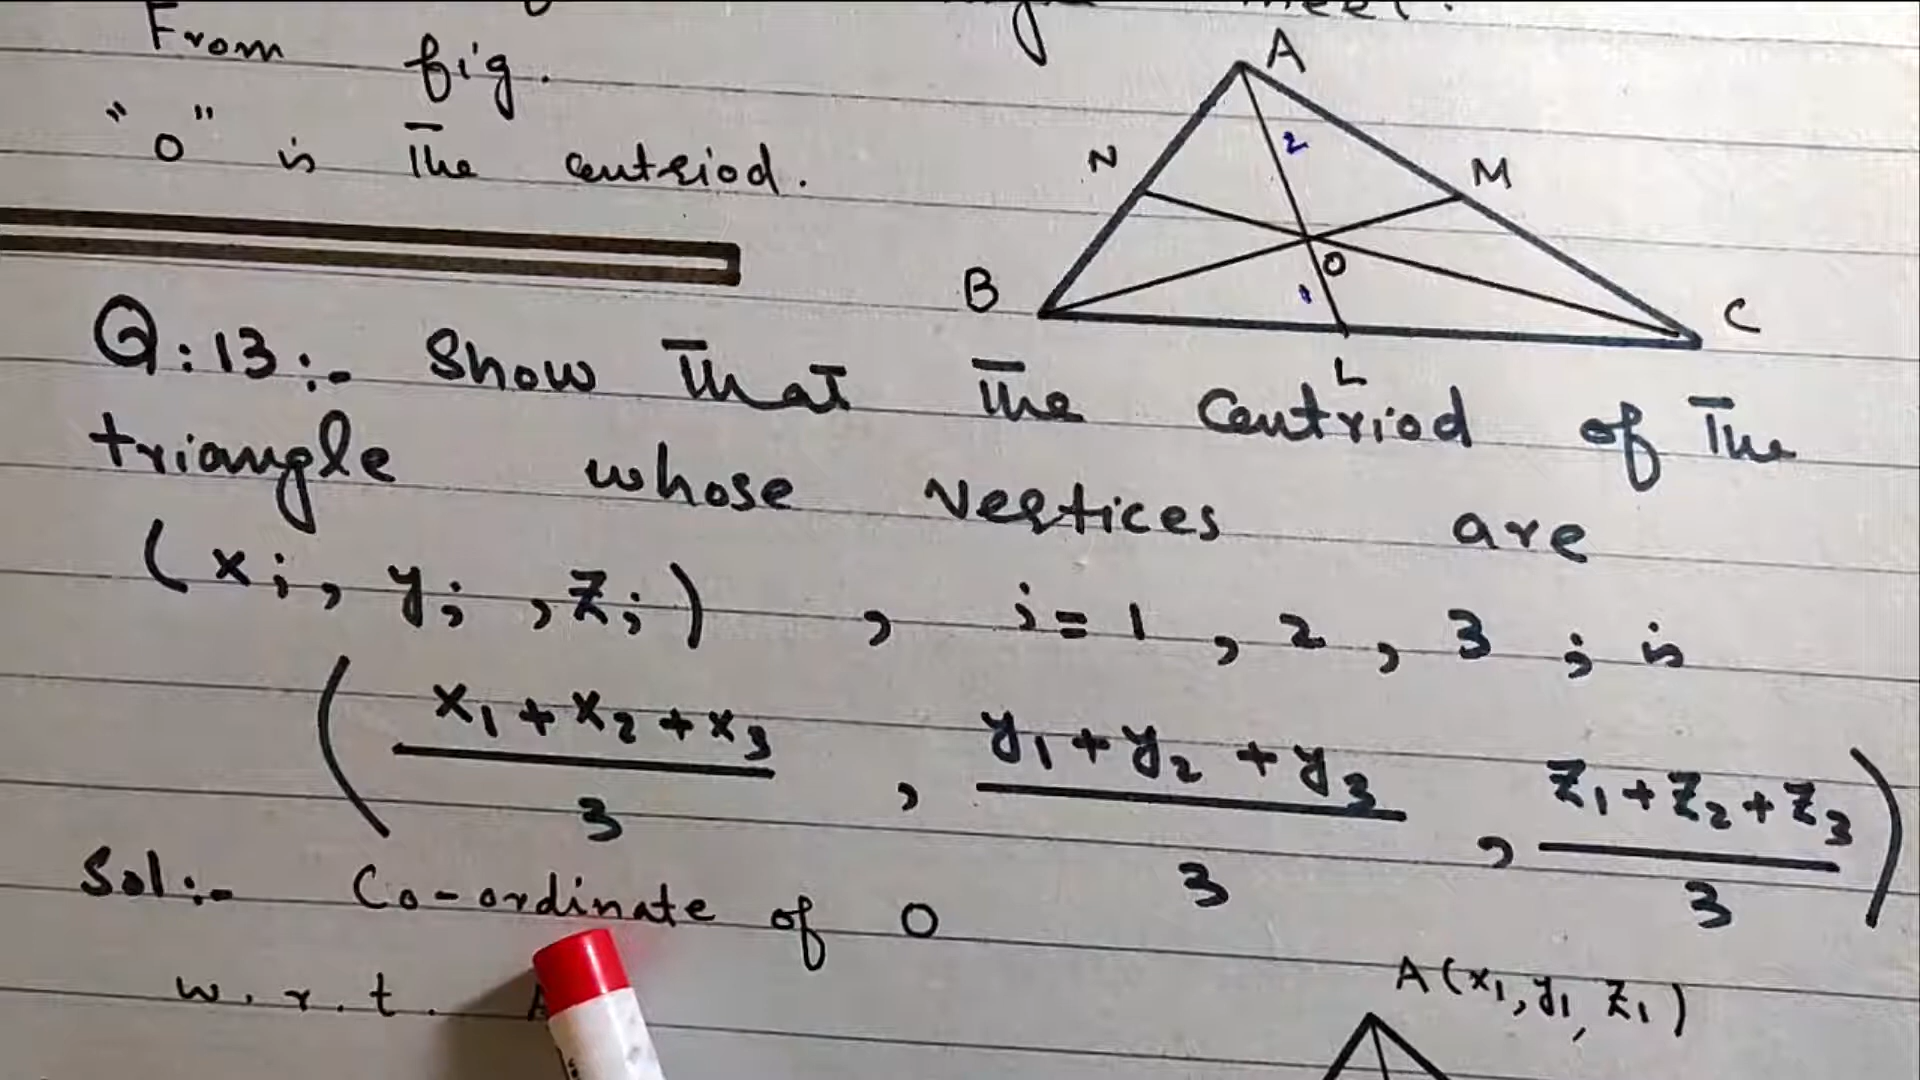 From fig.
"O" is The centriod.
A
2
N
M
O
1
B
C
L
Q:13:- Show That The Centriod of The
triangle whose vertices are
(xi, yi, zi) , i=1, 2, 3 ; is
(x1+x2+x3/3 , y1+y2+y3/3 , z1+z2+z3/3)
Sol:- Co-ordinate of O
w.r.t.
A(x1, y1, z1)